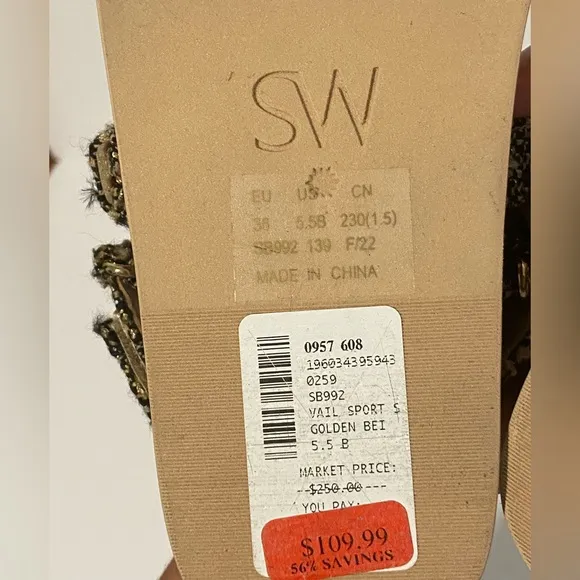 SW
EU US CN
36 5.5B 230(1.5)
SB992 139 F/22
MADE IN CHINA
0957 608
196034395943
0259
SB992
VAIL SPORT S
GOLDEN BEI
5.5 B
MARKET PRICE:
--$250.00---
YOU PAY:
$109.99
56% SAVINGS